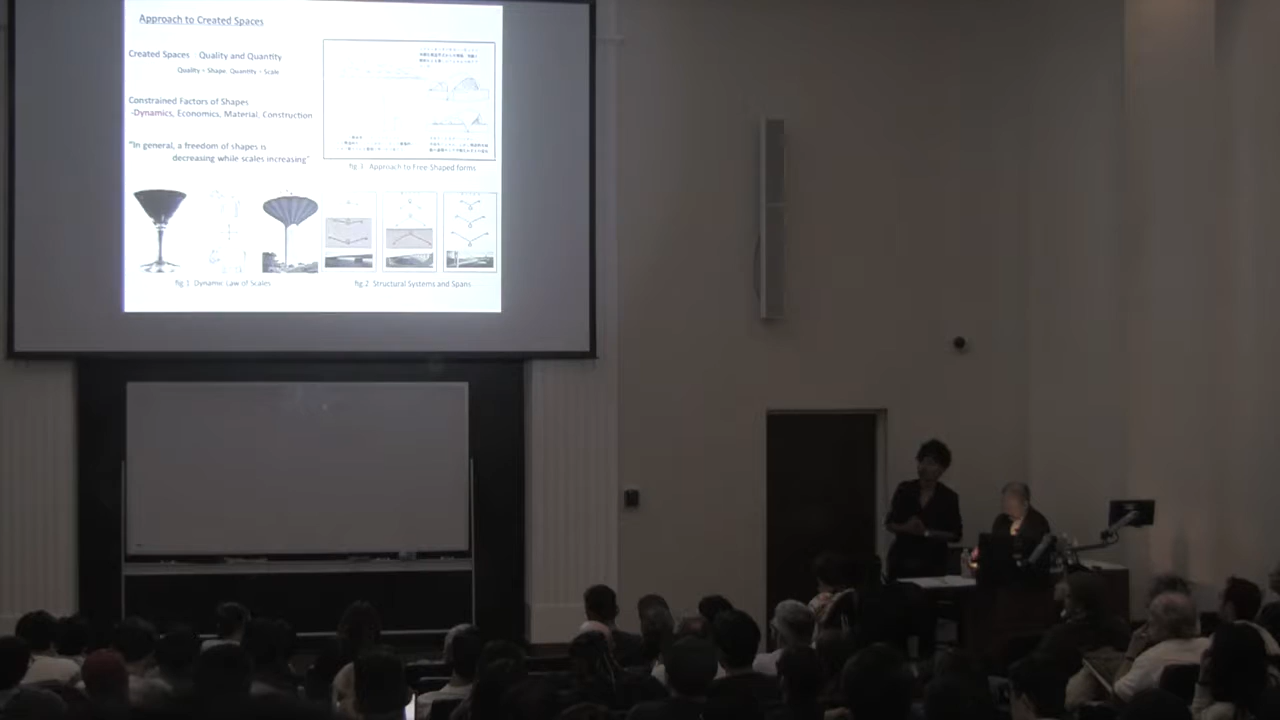 Approach to Created Spaces
Created Spaces Quality and Quantity
Quality = Shape, Quantity = Scale
Constrained Factors of Shapes
-Dynamics, Economics, Material, Construction
"In general, a freedom of shapes is
decreasing while scales increasing"
fig 3 Approach to Free Shaped forms
fig 1 Dynamic Law of Scales
fig 2 Structural Systems and Spans